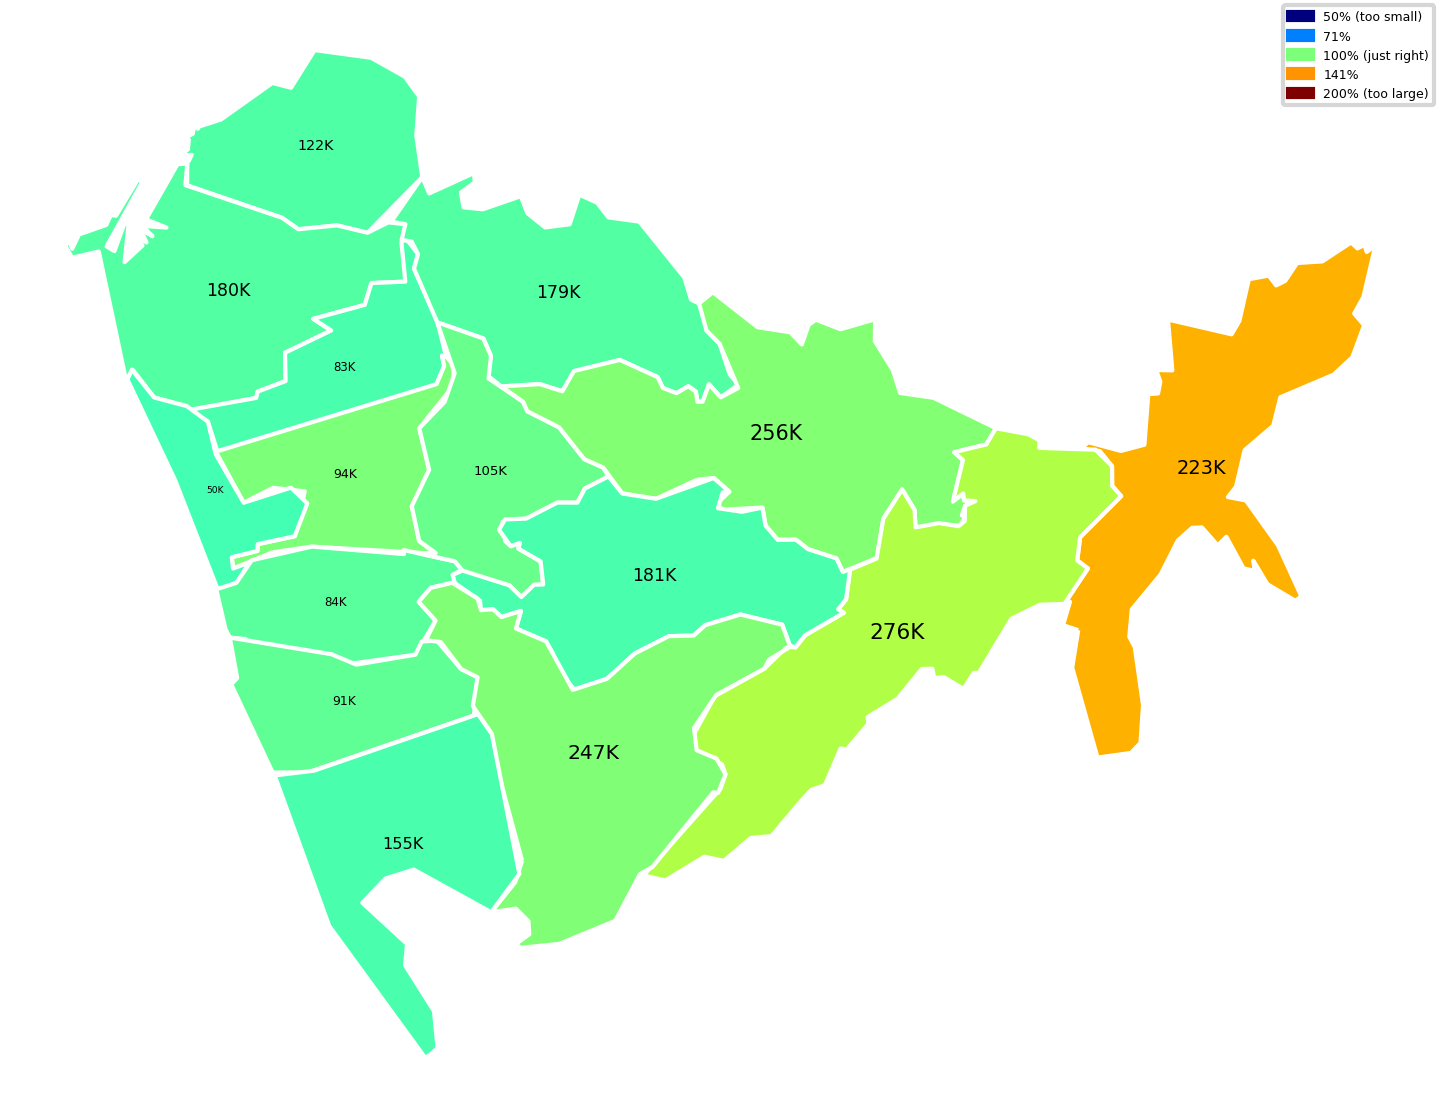 50% (too small)
71%
100% (just right)
141%
200% (too large)
122K
180K
179K
83K
256K
223K
94K
105K
50K
181K
84K
276K
91K
247K
155K